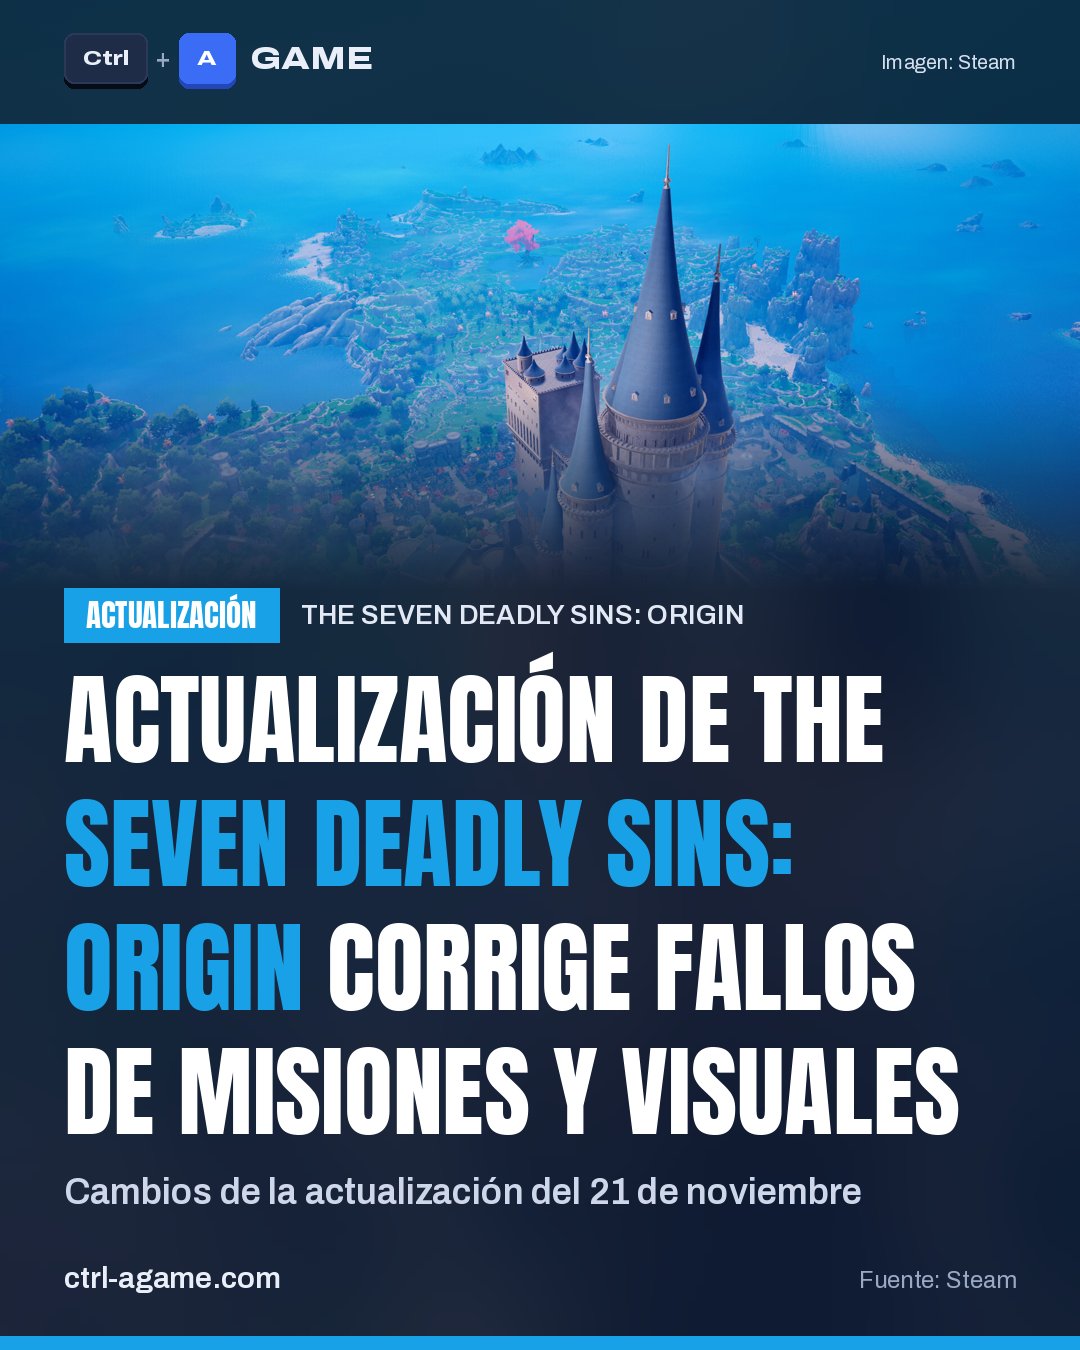 Ctrl + A GAME
Imagen: Steam
ACTUALIZACIÓN THE SEVEN DEADLY SINS: ORIGIN
ACTUALIZACIÓN DE THE
SEVEN DEADLY SINS:
ORIGIN CORRIGE FALLOS
DE MISIONES Y VISUALES
Cambios de la actualización del 21 de noviembre
ctrl-agame.com
Fuente: Steam